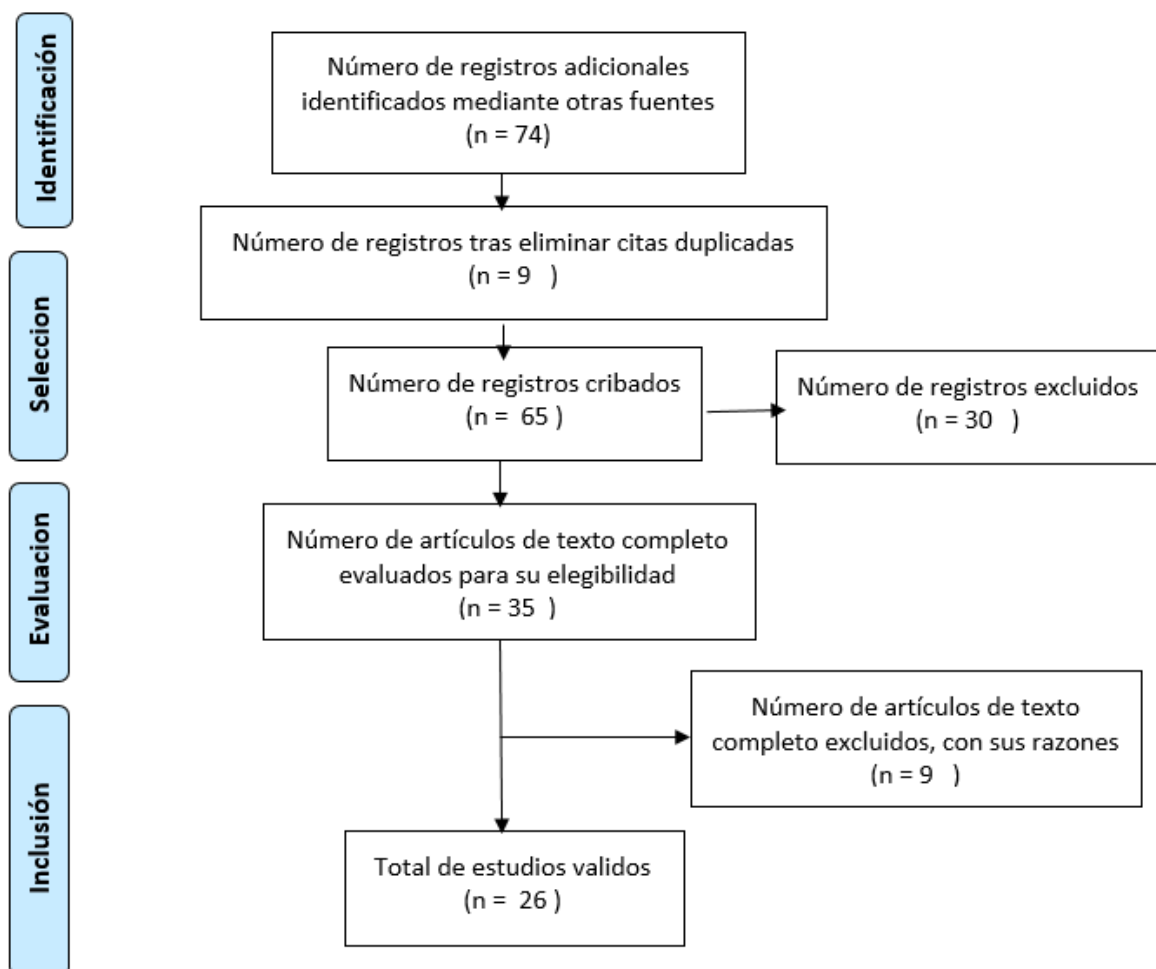 Identificación
Número de registros adicionales
identificados mediante otras fuentes
(n = 74)
Número de registros tras eliminar citas duplicadas
(n = 9   )
Seleccion
Número de registros cribados
(n =  65 )
Número de registros excluidos
(n = 30   )
Evaluacion
Número de artículos de texto completo
evaluados para su elegibilidad
(n = 35  )
Número de artículos de texto
completo excluidos, con sus razones
(n = 9   )
Inclusión
Total de estudios validos
(n =  26 )